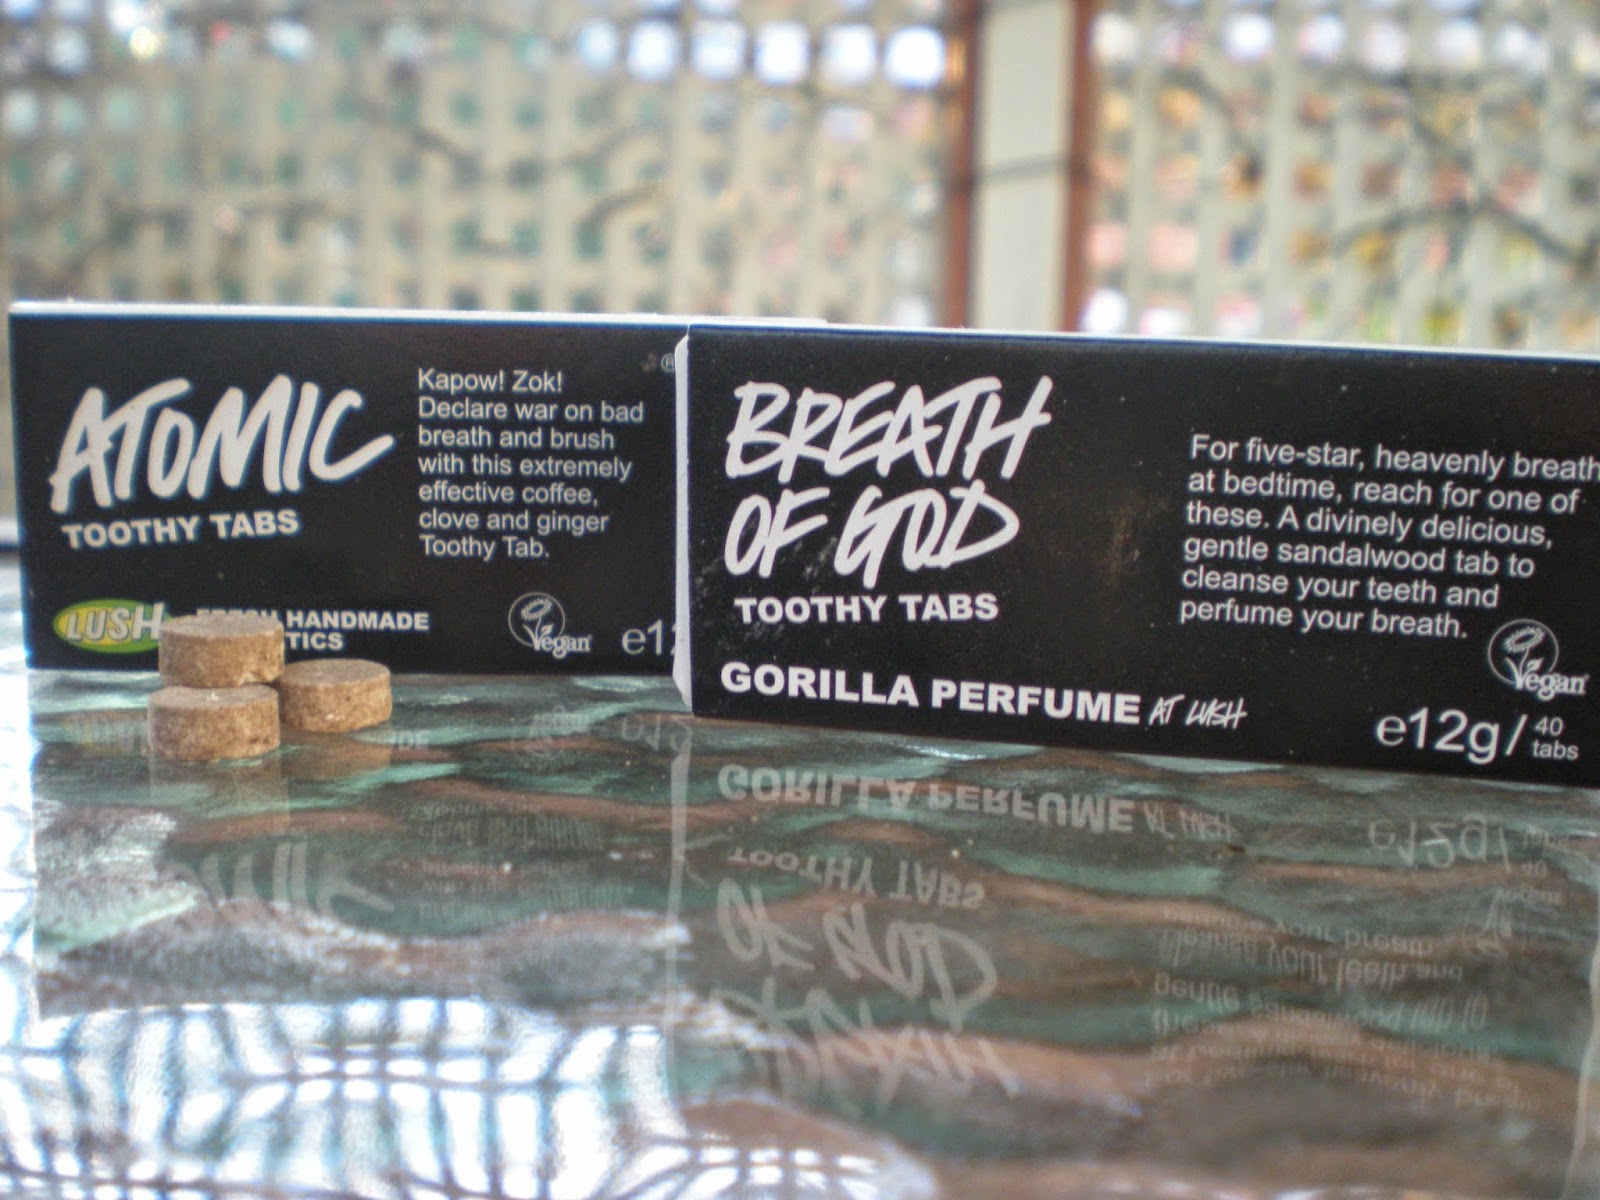 ATOMIC
TOOTHY TABS
Kapow! Zok!
Declare war on bad
breath and brush
with this extremely
effective coffee,
clove and ginger
Toothy Tab.
®
LUSH
FRESH HANDMADE
Vegan
BREATH
OF GOD
TOOTHY TABS
For five-star, heavenly breath
at bedtime, reach for one of
these. A divinely delicious,
gentle sandalwood tab to
cleanse your teeth and
perfume your breath.
GORILLA PERFUME AT LUSH
Vegan
e12g/ 40
tabs